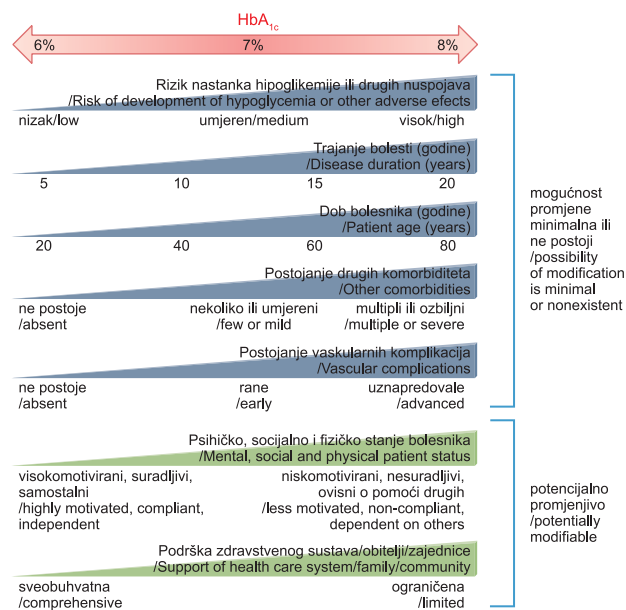 HbA1c
6% 7% 8%
Rizik nastanka hipoglikemije ili drugih nuspojava
/Risk of development of hypoglycemia or other adverse efects
nizak/low umjeren/medium visok/high
Trajanje bolesti (godine)
/Disease duration (years)
5 10 15 20
Dob bolesnika (godine)
/Patient age (years)
20 40 60 80
Postojanje drugih komorbiditeta
/Other comorbidities
ne postoje nekoliko ili umjereni multipli ili ozbiljni
/absent /few or mild /multiple or severe
Postojanje vaskularnih komplikacija
/Vascular complications
ne postoje rane uznapredovale
/absent /early /advanced
mogućnost
promjene
minimalna ili
ne postoji
/possibility
of modification
is minimal
or nonexistent
Psihičko, socijalno i fizičko stanje bolesnika
/Mental, social and physical patient status
visokomotivirani, suradljivi,
samostalni
/highly motivated, compliant,
independent
niskomotivirani, nesuradljivi,
ovisni o pomoći drugih
/less motivated, non-compliant,
dependent on others
Podrška zdravstvenog sustava/obitelji/zajednice
/Support of health care system/family/community
sveobuhvatna ograničena
/comprehensive /limited
potencijalno
promjenjivo
/potentially
modifiable